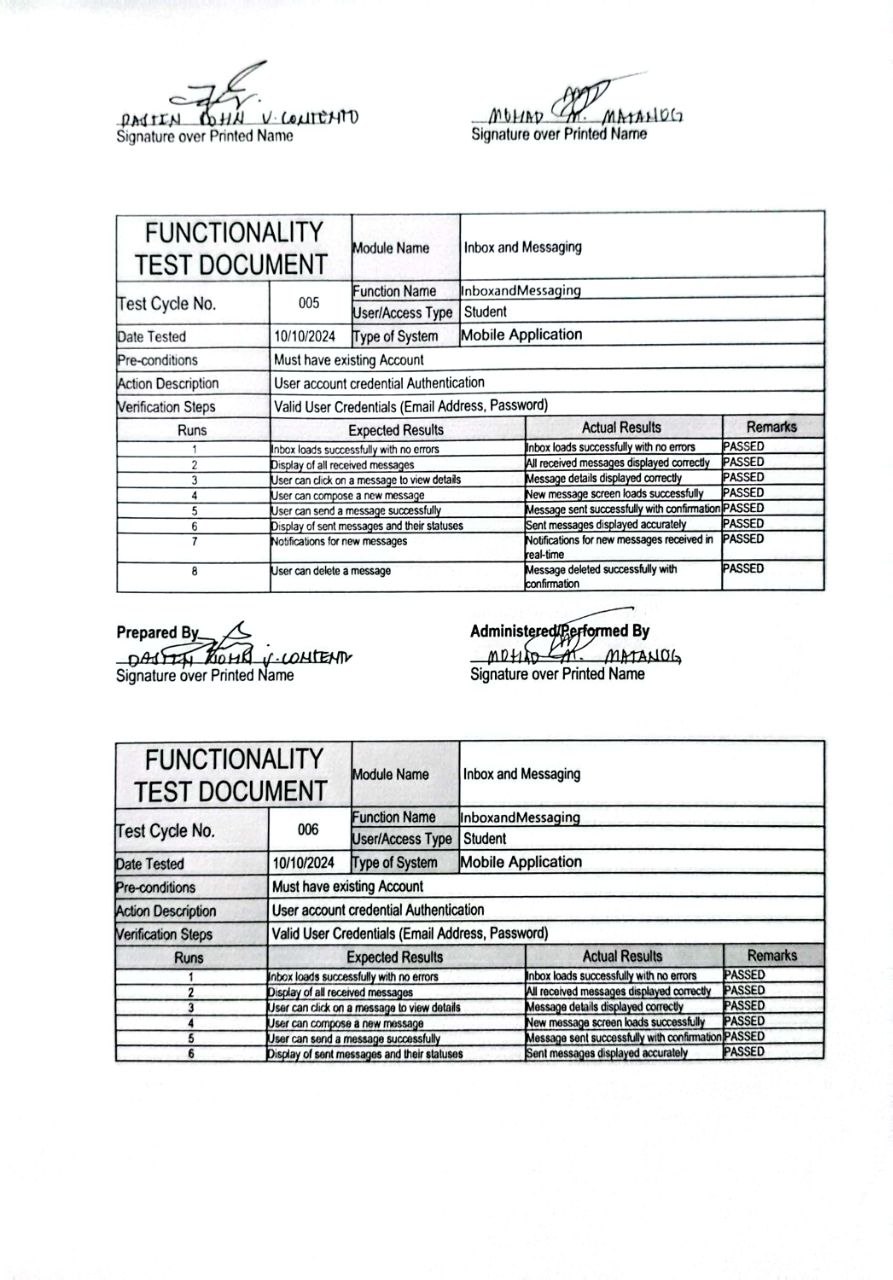 DASTEN JOHN V. CONTENTO MOHAD M. MATANOG
Signature over Printed Name Signature over Printed Name
FUNCTIONALITY TEST DOCUMENT Module Name Inbox and Messaging
Test Cycle No. 005 Function Name InboxandMessaging
User/Access Type Student
Date Tested 10/10/2024 Type of System Mobile Application
Pre-conditions Must have existing Account
Action Description User account credential Authentication
Verification Steps Valid User Credentials (Email Address, Password)
Runs Expected Results Actual Results Remarks
1 Inbox loads successfully with no errors Inbox loads successfully with no errors PASSED
2 Display of all received messages All received messages displayed correctly PASSED
3 User can click on a message to view details Message details displayed correctly PASSED
4 User can compose a new message New message screen loads successfully PASSED
5 User can send a message successfully Message sent successfully with confirmation PASSED
6 Display of sent messages and their statuses Sent messages displayed accurately PASSED
7 Notifications for new messages Notifications for new messages received in real-time PASSED
8 User can delete a message Message deleted successfully with confirmation PASSED
Prepared By Administered/Performed By
DASTEN JOHN V. CONTENTO MOHAD M. MATANOG
Signature over Printed Name Signature over Printed Name
FUNCTIONALITY TEST DOCUMENT Module Name Inbox and Messaging
Test Cycle No. 006 Function Name InboxandMessaging
User/Access Type Student
Date Tested 10/10/2024 Type of System Mobile Application
Pre-conditions Must have existing Account
Action Description User account credential Authentication
Verification Steps Valid User Credentials (Email Address, Password)
Runs Expected Results Actual Results Remarks
1 Inbox loads successfully with no errors Inbox loads successfully with no errors PASSED
2 Display of all received messages All received messages displayed correctly PASSED
3 User can click on a message to view details Message details displayed correctly PASSED
4 User can compose a new message New message screen loads successfully PASSED
5 User can send a message successfully Message sent successfully with confirmation PASSED
6 Display of sent messages and their statuses Sent messages displayed accurately PASSED